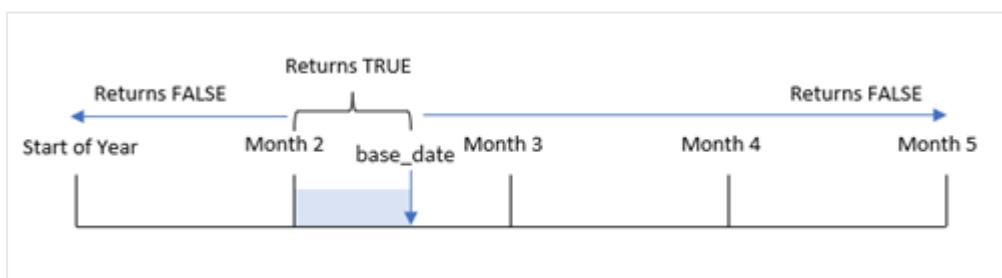 Returns TRUE
Returns FALSE
Returns FALSE
Start of Year
Month 2
base_date
Month 3
Month 4
Month 5